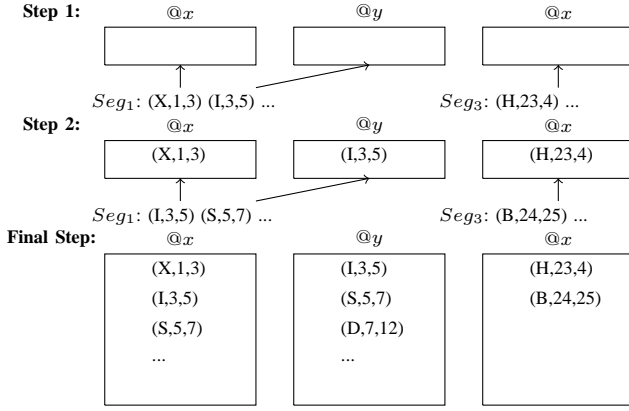 Step 1: @x @y @x
Seg₁: (X,1,3) (I,3,5) ... Seg₃: (H,23,4) ...
Step 2: @x @y @x
(X,1,3) (I,3,5) (H,23,4)
Seg₁: (I,3,5) (S,5,7) ... Seg₃: (B,24,25) ...
Final Step: @x @y @x
(X,1,3) (I,3,5) (H,23,4)
(I,3,5) (S,5,7) (B,24,25)
(S,5,7) (D,7,12)
... ...